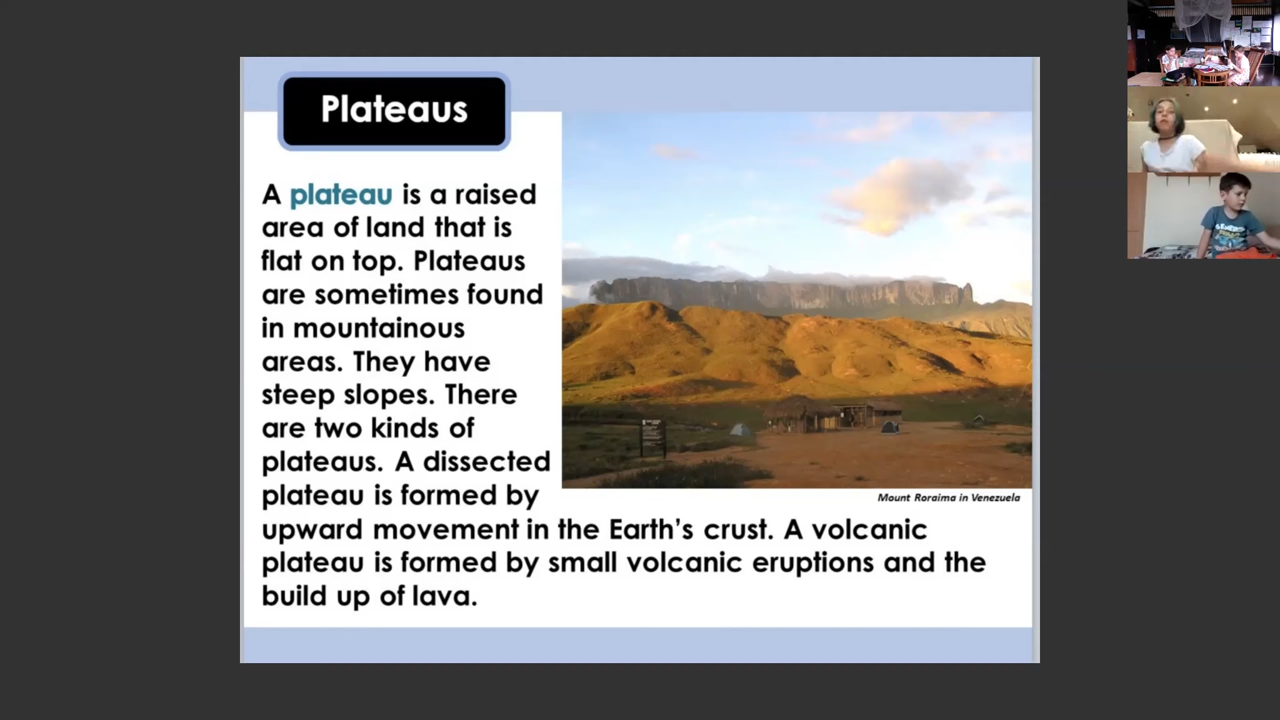 Plateaus
A plateau is a raised
area of land that is
flat on top. Plateaus
are sometimes found
in mountainous
areas. They have
steep slopes. There
are two kinds of
plateaus. A dissected
plateau is formed by
upward movement in the Earth's crust. A volcanic
plateau is formed by small volcanic eruptions and the
build up of lava.
Mount Roraima in Venezuela